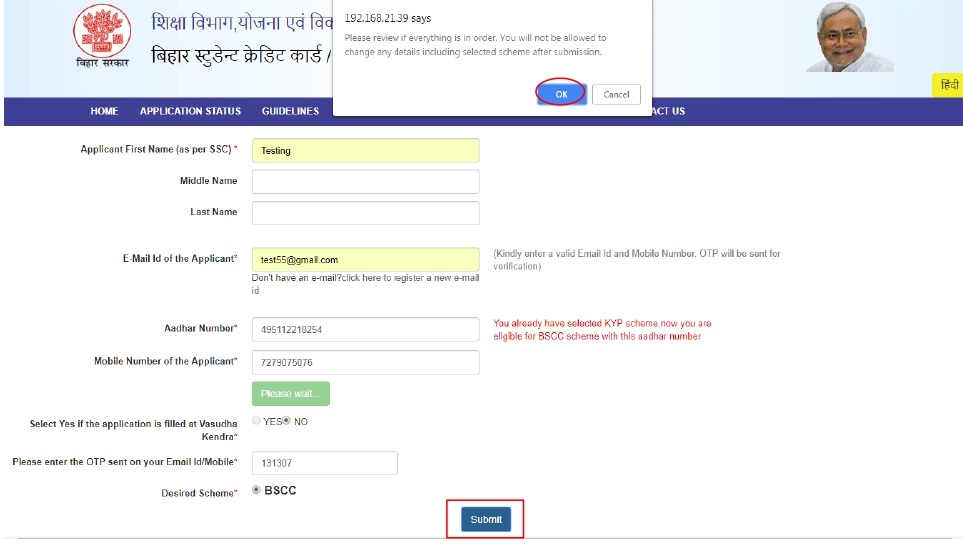 192.168.21.39 says
Please review if everything is in order. You will not be allowed to
change any details including selected scheme after submission.
OK Cancel
शिक्षा विभाग,योजना एवं विक
बिहार स्टुडेन्ट क्रेडिट कार्ड /
बिहार सरकार
हिंदी
HOME APPLICATION STATUS GUIDELINES ACT US
Applicant First Name (as per SSC) * Testing
Middle Name
Last Name
E-Mail Id of the Applicant* test55@gmail.com
(Kindly enter a valid Email Id and Mobile Number. OTP will be sent for
verification)
Don't have an e-mail?click here to register a new e-mail
id
Aadhar Number* 495112218254
You already have selected KYP scheme,now you are
eligible for BSCC scheme with this aadhar number
Mobile Number of the Applicant* 7279075076
Please wait...
Select Yes if the application is filled at Vasudha
Kendra*
YES NO
Please enter the OTP sent on your Email Id/Mobile* 131307
Desired Scheme* BSCC
Submit